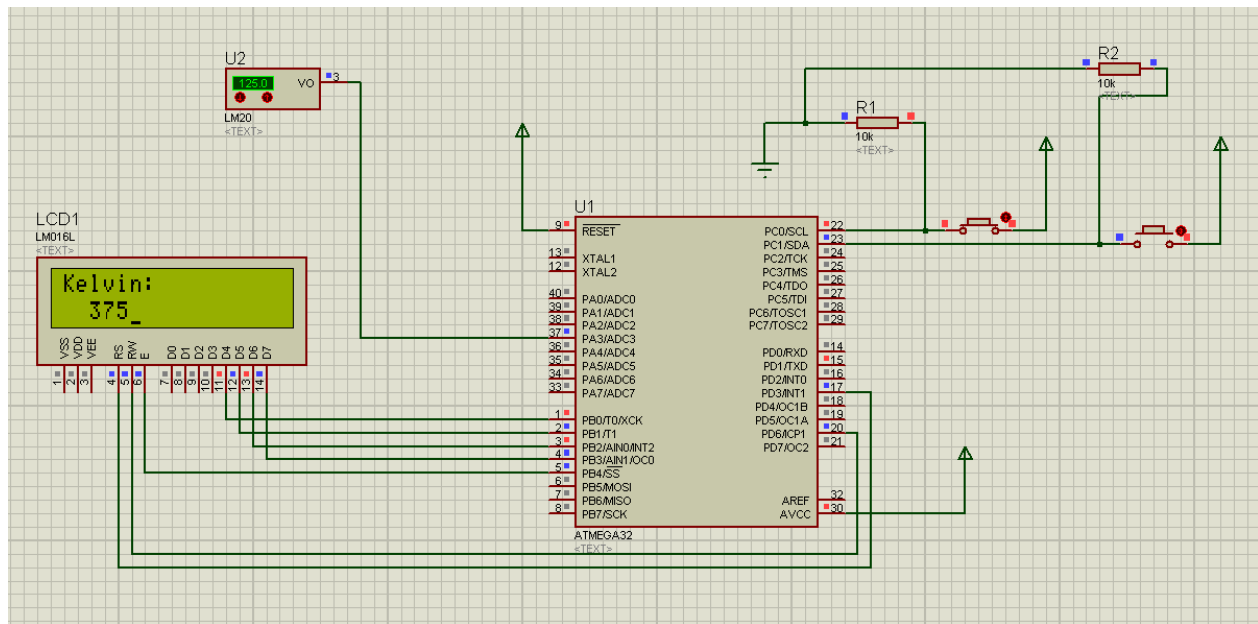 U2
125.0
VO
3
LM20
<TEXT>
R2
10k
<TEXT>
R1
10k
<TEXT>
LCD1
LM016L
<TEXT>
Kelvin:
375_
VSS
VDD
VEE
RS
RW
E
D0
D1
D2
D3
D4
D5
D6
D7
1
2
3
4
5
6
7
8
9
10
11
12
13
14
U1
9 RESET
13 XTAL1
12 XTAL2
40 PA0/ADC0
39 PA1/ADC1
38 PA2/ADC2
37 PA3/ADC3
36 PA4/ADC4
35 PA5/ADC5
34 PA6/ADC6
33 PA7/ADC7
1 PB0/T0/XCK
2 PB1/T1
3 PB2/AIN0/INT2
4 PB3/AIN1/OC0
5 PB4/SS
6 PB5/MOSI
7 PB6/MISO
8 PB7/SCK
PC0/SCL 22
PC1/SDA 23
PC2/TCK 24
PC3/TMS 25
PC4/TDO 26
PC5/TDI 27
PC6/TOSC1 28
PC7/TOSC2 29
PD0/RXD 14
PD1/TXD 15
PD2/INT0 16
PD3/INT1 17
PD4/OC1B 18
PD5/OC1A 19
PD6/ICP1 20
PD7/OC2 21
AREF 32
AVCC 30
ATMEGA32
<TEXT>